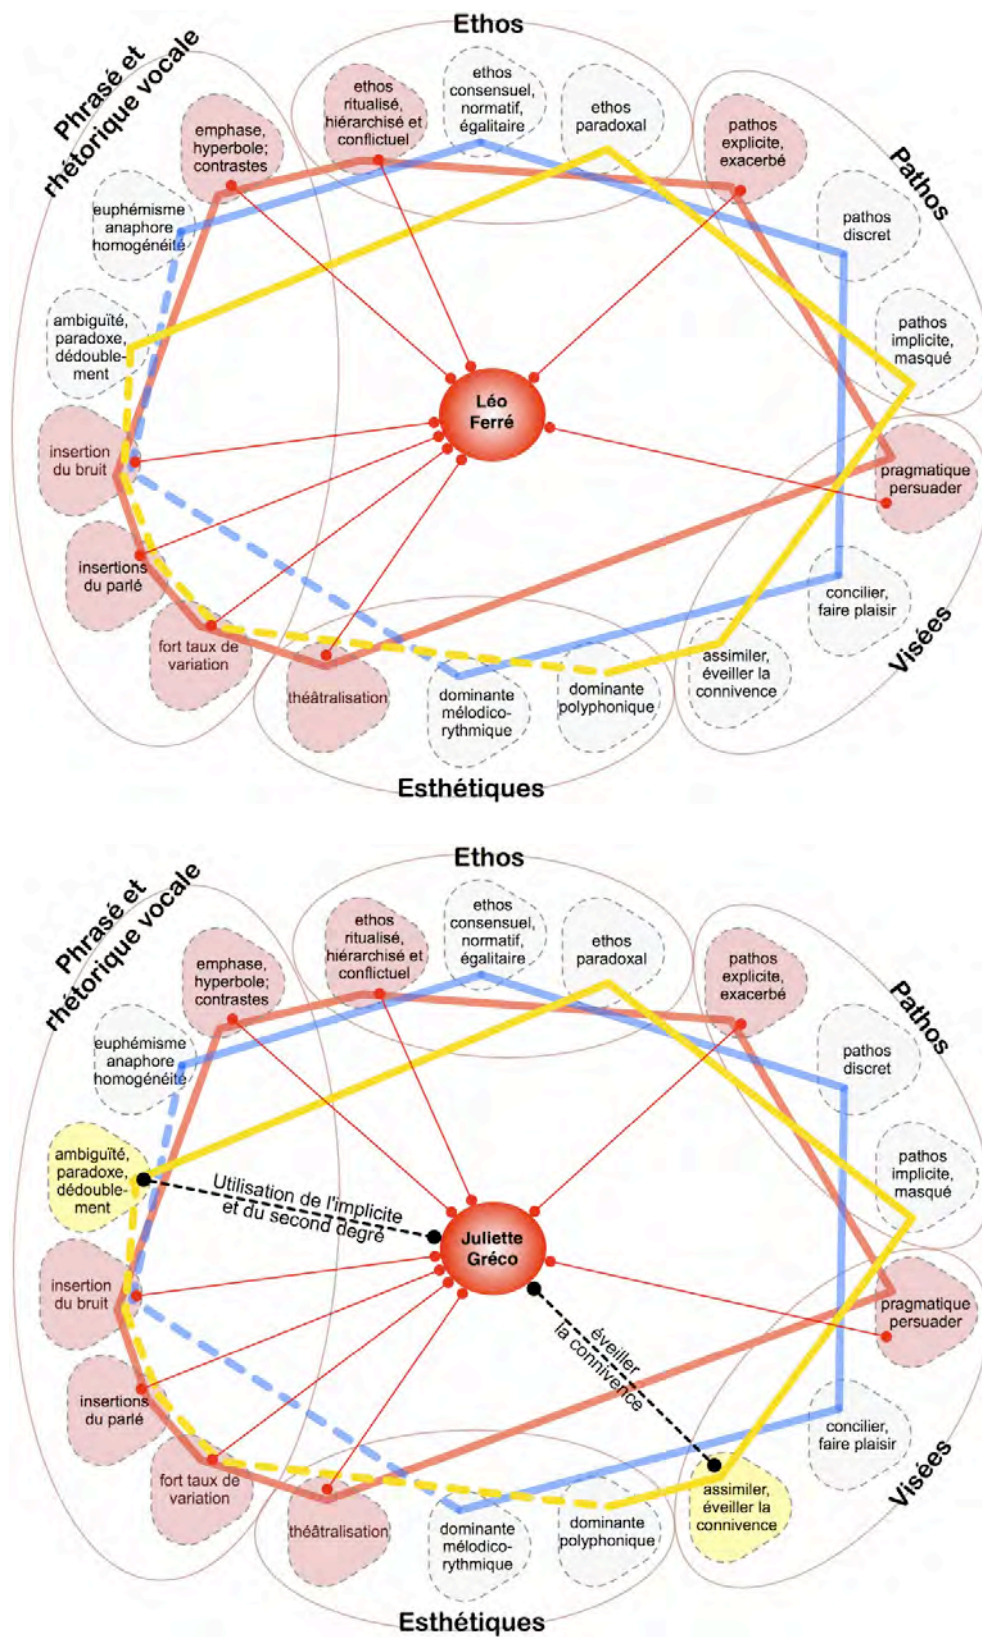 Ethos
Phrasé et
rhétorique vocale
emphase,
hyperbole;
contrastes
ethos
ritualisé,
hiérarchisé et
conflictuel
ethos
consensuel,
normatif,
égalitaire
ethos
paradoxal
pathos
explicite,
exacerbé
Pathos
euphémisme
anaphore
homogénéité
pathos
discret
ambiguïté,
paradoxe,
dédouble-
ment
pathos
implicite,
masqué
Léo
Ferré
insertion
du bruit
pragmatique
persuader
insertions
du parlé
concilier,
faire plaisir
Visées
fort taux de
variation
théâtralisation
dominante
mélodico-
rythmique
dominante
polyphonique
assimiler,
éveiller la
connivence
Esthétiques
Ethos
Phrasé et
rhétorique vocale
emphase,
hyperbole;
contrastes
ethos
ritualisé,
hiérarchisé et
conflictuel
ethos
consensuel,
normatif,
égalitaire
ethos
paradoxal
pathos
explicite,
exacerbé
Pathos
euphémisme
anaphore
homogénéité
pathos
discret
ambiguïté,
paradoxe,
dédouble-
ment
Utilisation de l'implicite
et du second degré
pathos
implicite,
masqué
Juliette
Gréco
insertion
du bruit
pragmatique
persuader
éveiller
la connivence
insertions
du parlé
concilier,
faire plaisir
Visées
fort taux de
variation
théâtralisation
dominante
mélodico-
rythmique
dominante
polyphonique
assimiler,
éveiller la
connivence
Esthétiques